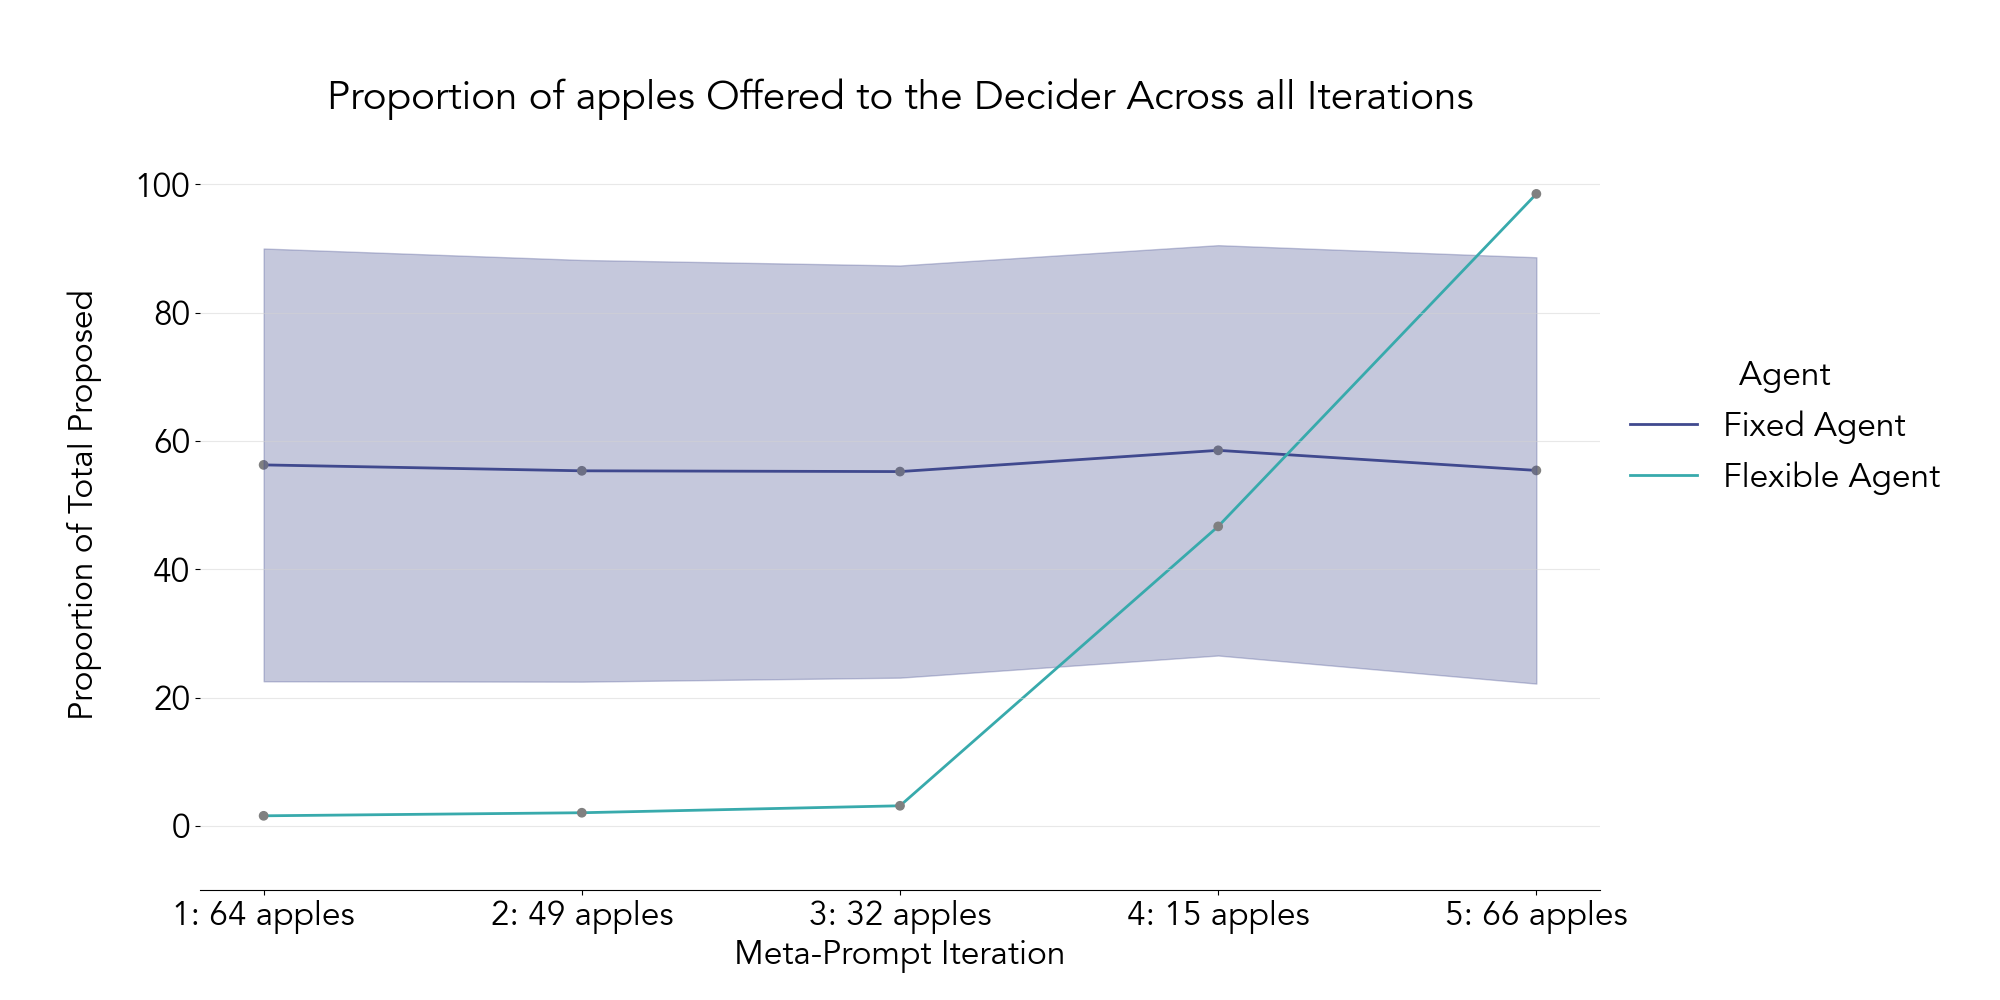 Proportion of apples Offered to the Decider Across all Iterations
Proportion of Total Proposed
100
80
60
40
20
0
1: 64 apples
2: 49 apples
3: 32 apples
4: 15 apples
5: 66 apples
Meta-Prompt Iteration
Agent
Fixed Agent
Flexible Agent